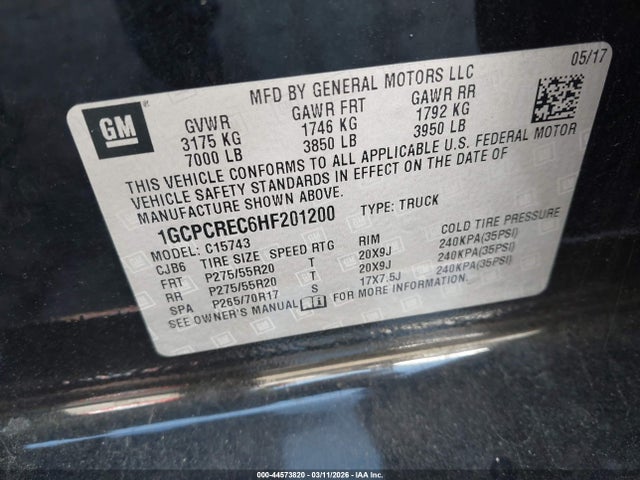 05/17
MFD BY GENERAL MOTORS LLC
GM
GVWR GAWR FRT GAWR RR
3175 KG 1746 KG 1792 KG
7000 LB 3850 LB 3950 LB
THIS VEHICLE CONFORMS TO ALL APPLICABLE U.S. FEDERAL MOTOR
VEHICLE SAFETY STANDARDS IN EFFECT ON THE DATE OF
MANUFACTURE SHOWN ABOVE.
1GCPCREC6HF201200 TYPE: TRUCK
MODEL: C15743
CJB6 TIRE SIZE SPEED RTG RIM COLD TIRE PRESSURE
FRT P275/55R20 T 20X9J 240KPA(35PSI)
RR P275/55R20 T 20X9J 240KPA(35PSI)
SPA P265/70R17 S 17X7.5J 240KPA(35PSI)
SEE OWNER'S MANUAL FOR MORE INFORMATION.
000-44573820 - 03/11/2026 - IAA Inc.